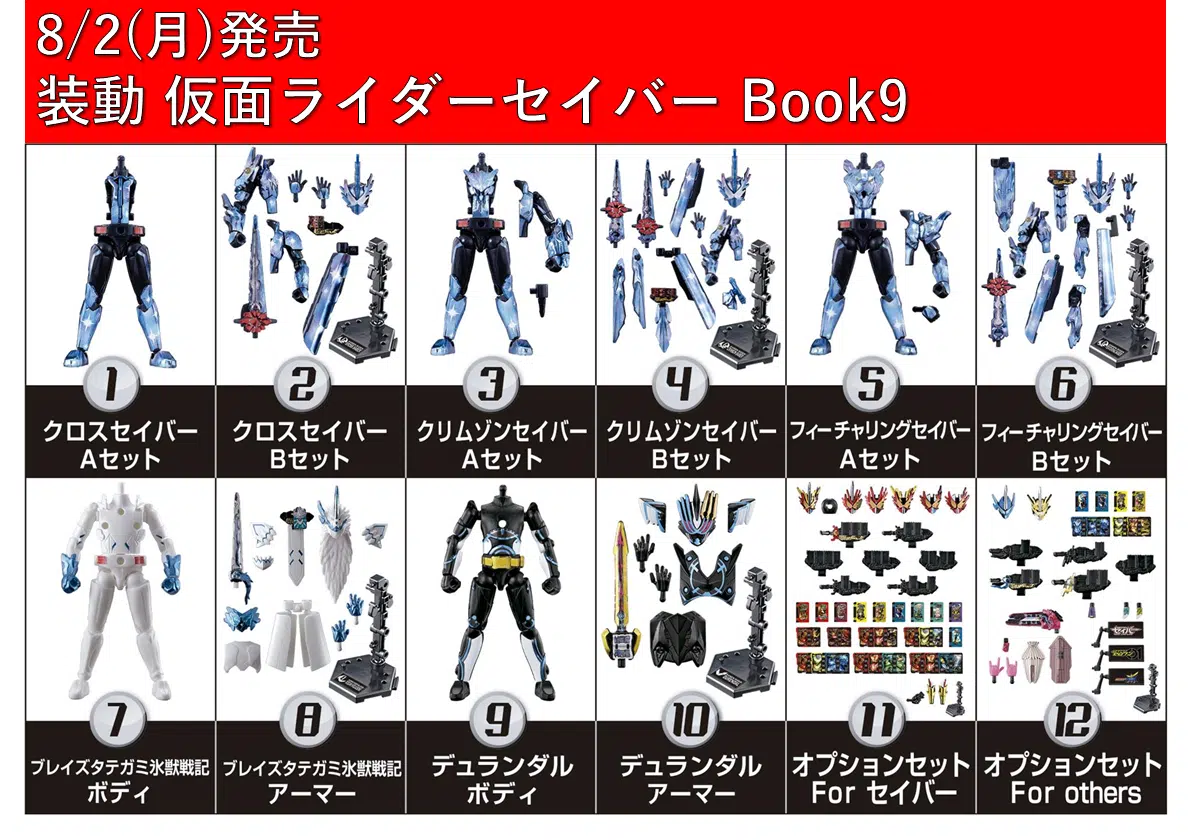 8/2(月)発売
装動 仮面ライダーセイバー Book9
1
クロスセイバー
Aセット
2
クロスセイバー
Bセット
3
クリムゾンセイバー
Aセット
4
クリムゾンセイバー
Bセット
5
フィーチャリングセイバー
Aセット
6
フィーチャリングセイバー
Bセット
7
ブレイズタテガミ氷獣戦記
ボディ
8
ブレイズタテガミ氷獣戦記
アーマー
9
デュランダル
ボディ
10
デュランダル
アーマー
11
オプションセット
For セイバー
12
オプションセット
For others